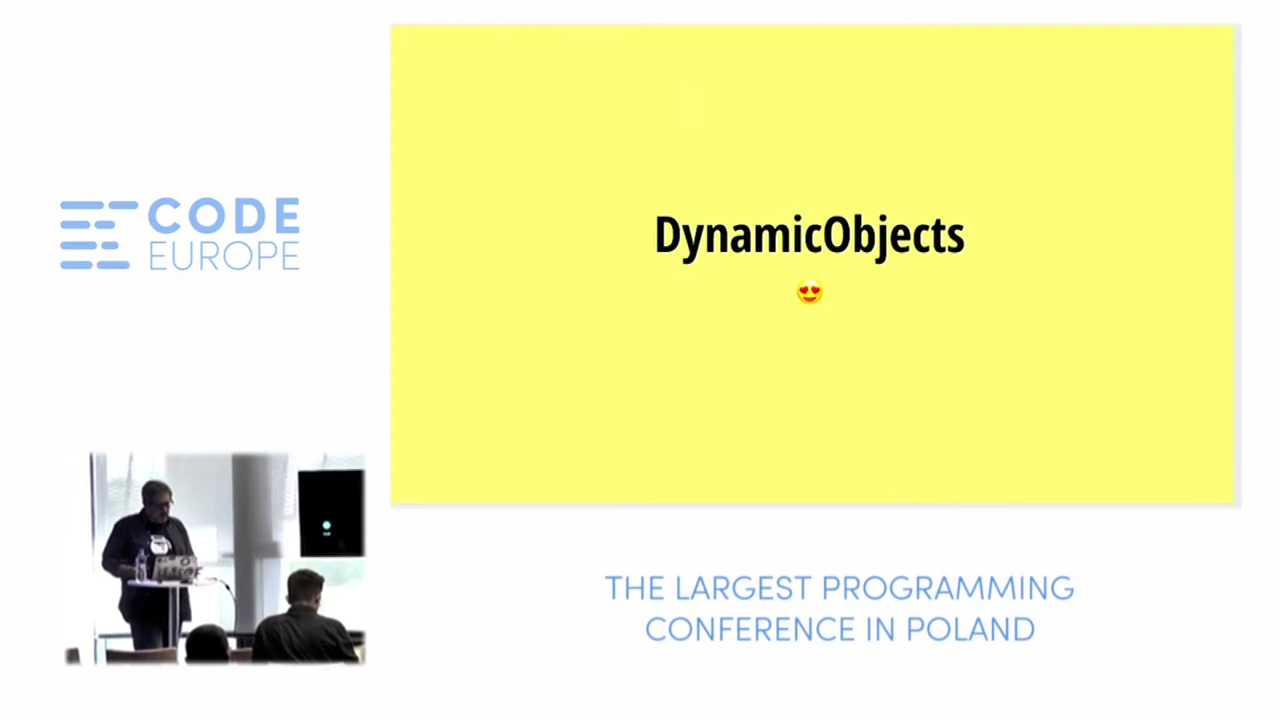 CODE
EUROPE
DynamicObjects
THE LARGEST PROGRAMMING
CONFERENCE IN POLAND